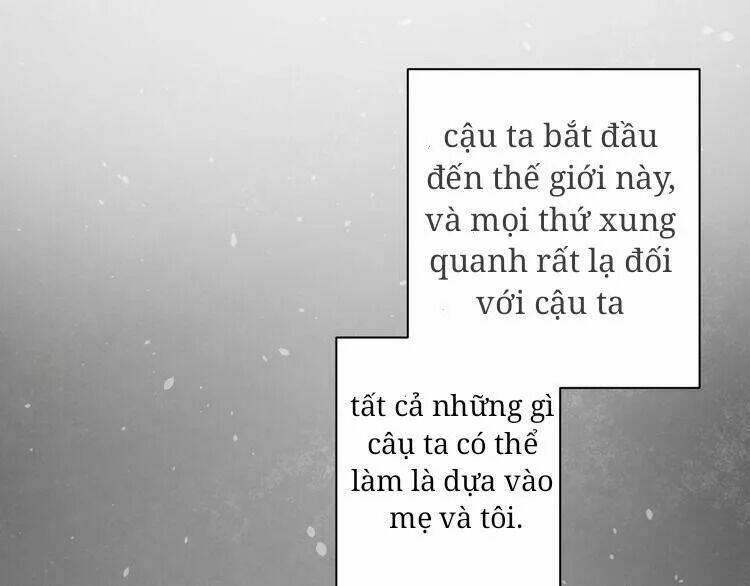 cậu ta bắt đầu
đến thế giới này,
và mọi thứ xung
quanh rất lạ đối
với cậu ta
tất cả những gì
câụ ta có thể
làm là dựa vào
mẹ và tôi.